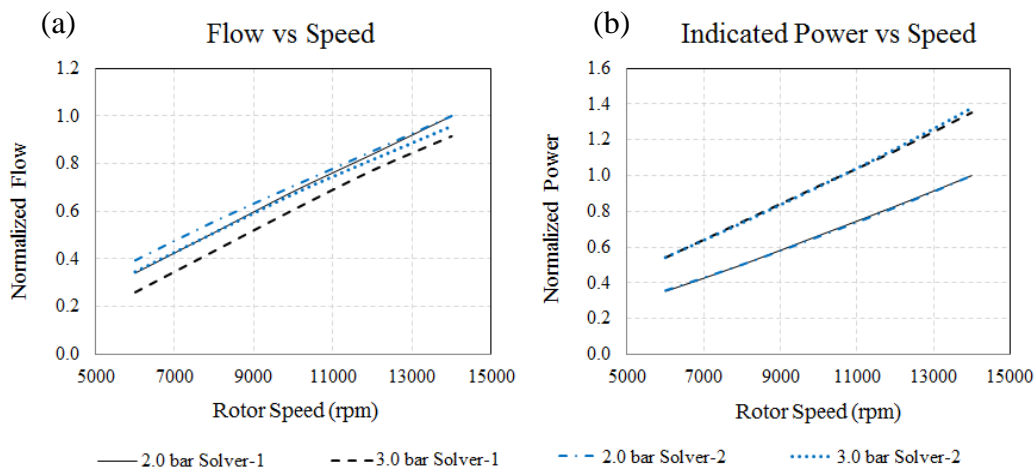 (a)
Flow vs Speed
Normalized Flow
1.2
1.0
0.8
0.6
0.4
0.2
0.0
5000 7000 9000 11000 13000 15000
Rotor Speed (rpm)
(b)
Indicated Power vs Speed
Normalized Power
1.6
1.4
1.2
1.0
0.8
0.6
0.4
0.2
0.0
5000 7000 9000 11000 13000 15000
Rotor Speed (rpm)
2.0 bar Solver-1 3.0 bar Solver-1 2.0 bar Solver-2 3.0 bar Solver-2